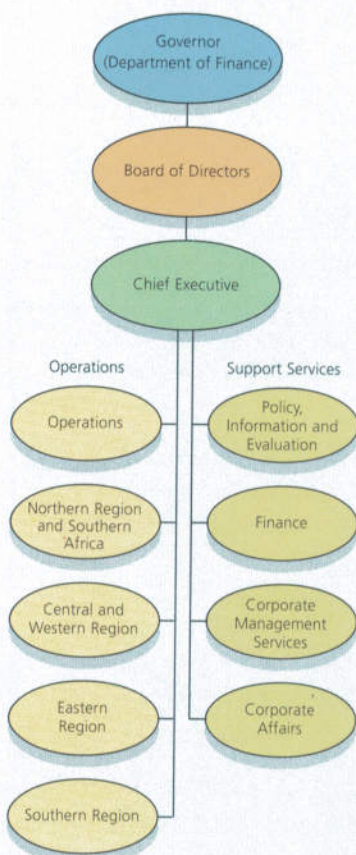 Governor
(Department of Finance)
Board of Directors
Chief Executive
Operations
Operations
Northern Region
and Southern
Africa
Central and
Western Region
Eastern
Region
Southern Region
Support Services
Policy,
Information and
Evaluation
Finance
Corporate
Management
Services
Corporate
Affairs